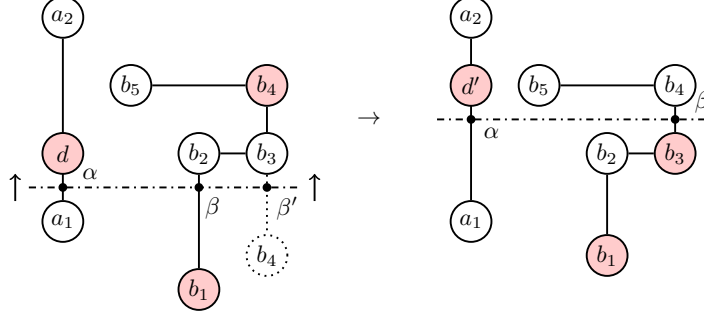 a₂ a₂
b₅ b₄ d′ b₅ b₄
→ β
α
d b₂ b₃ b₂ b₃
↑ α ↑
β β′
a₁ a₁
b₄ b₁
b₁